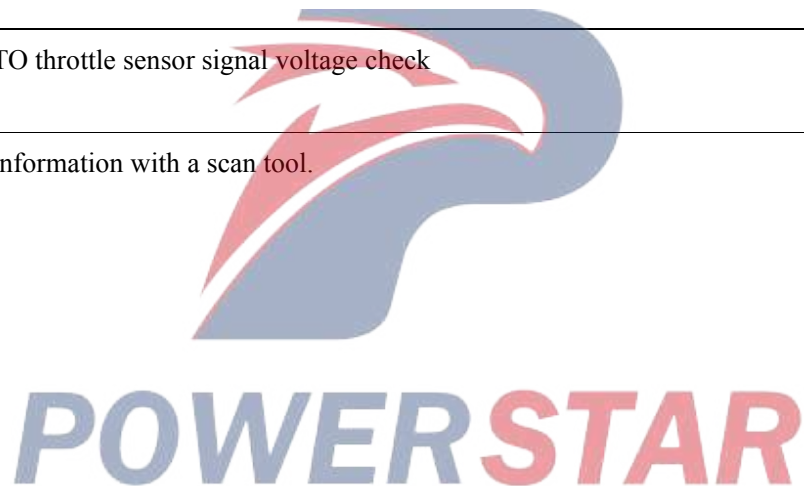 TO throttle sensor signal voltage check
nformation with a scan tool.
POWERSTAR